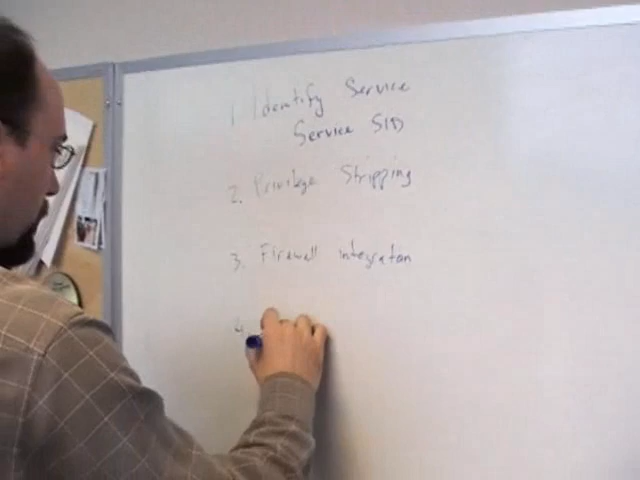 1. Identify Service
Service SID
2. Privilege Stripping
3. Firewall integration
4.